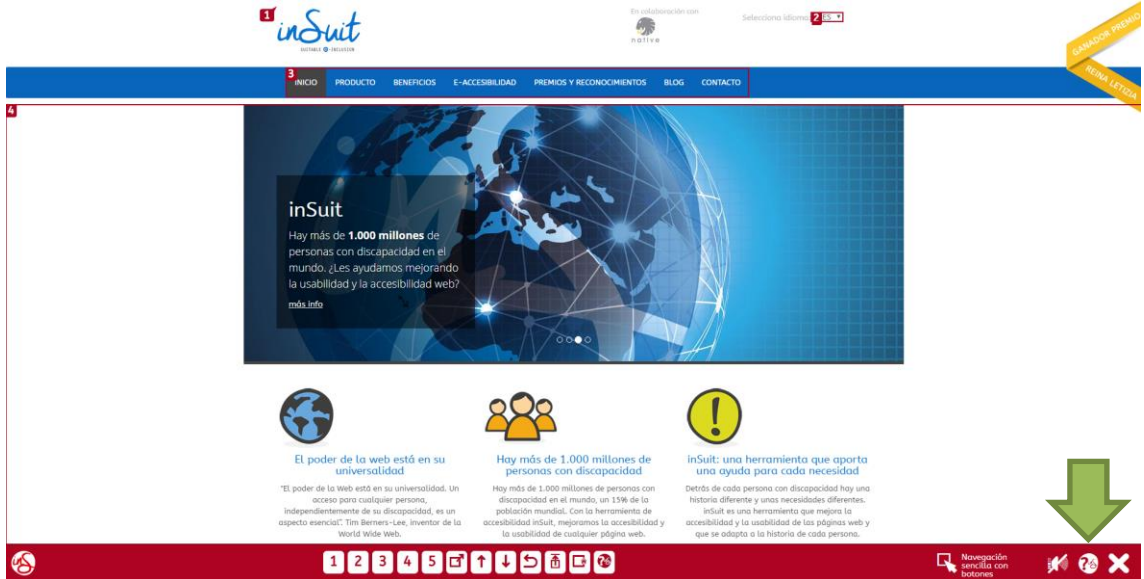 1
inSuit
SUITABLE & INCLUSION
En colaboración con
native
Selecciona idioma:
2
ES
GANADOR PREMIO
REINA LETIZIA
3
INICIO PRODUCTO BENEFICIOS E-ACCESIBILIDAD PREMIOS Y RECONOCIMIENTOS BLOG CONTACTO
4
inSuit
Hay más de 1.000 millones de
personas con discapacidad en el
mundo. ¿Les ayudamos mejorando
la usabilidad y la accesibilidad web?
más info
El poder de la web está en su
universalidad
"El poder de la Web está en su universalidad. Un
acceso para cualquier persona,
independientemente de su discapacidad, es un
aspecto esencial". Tim Berners-Lee, inventor de la
World Wide Web.
Hay más de 1.000 millones de
personas con discapacidad
Hay más de 1.000 millones de personas con
discapacidad en el mundo, un 15% de la
población mundial. Con la herramienta de
accesibilidad inSuit, mejoramos la accesibilidad y
la usabilidad de cualquier página web.
inSuit: una herramienta que aporta
una ayuda para cada necesidad
Detrás de cada persona con discapacidad hay una
historia diferente y unas necesidades diferentes.
inSuit es una herramienta que mejora la
accesibilidad y la usabilidad de las páginas web y
que se adapta a la historia de cada persona.
1 2 3 4 5
Navegación
sencilla con
botones